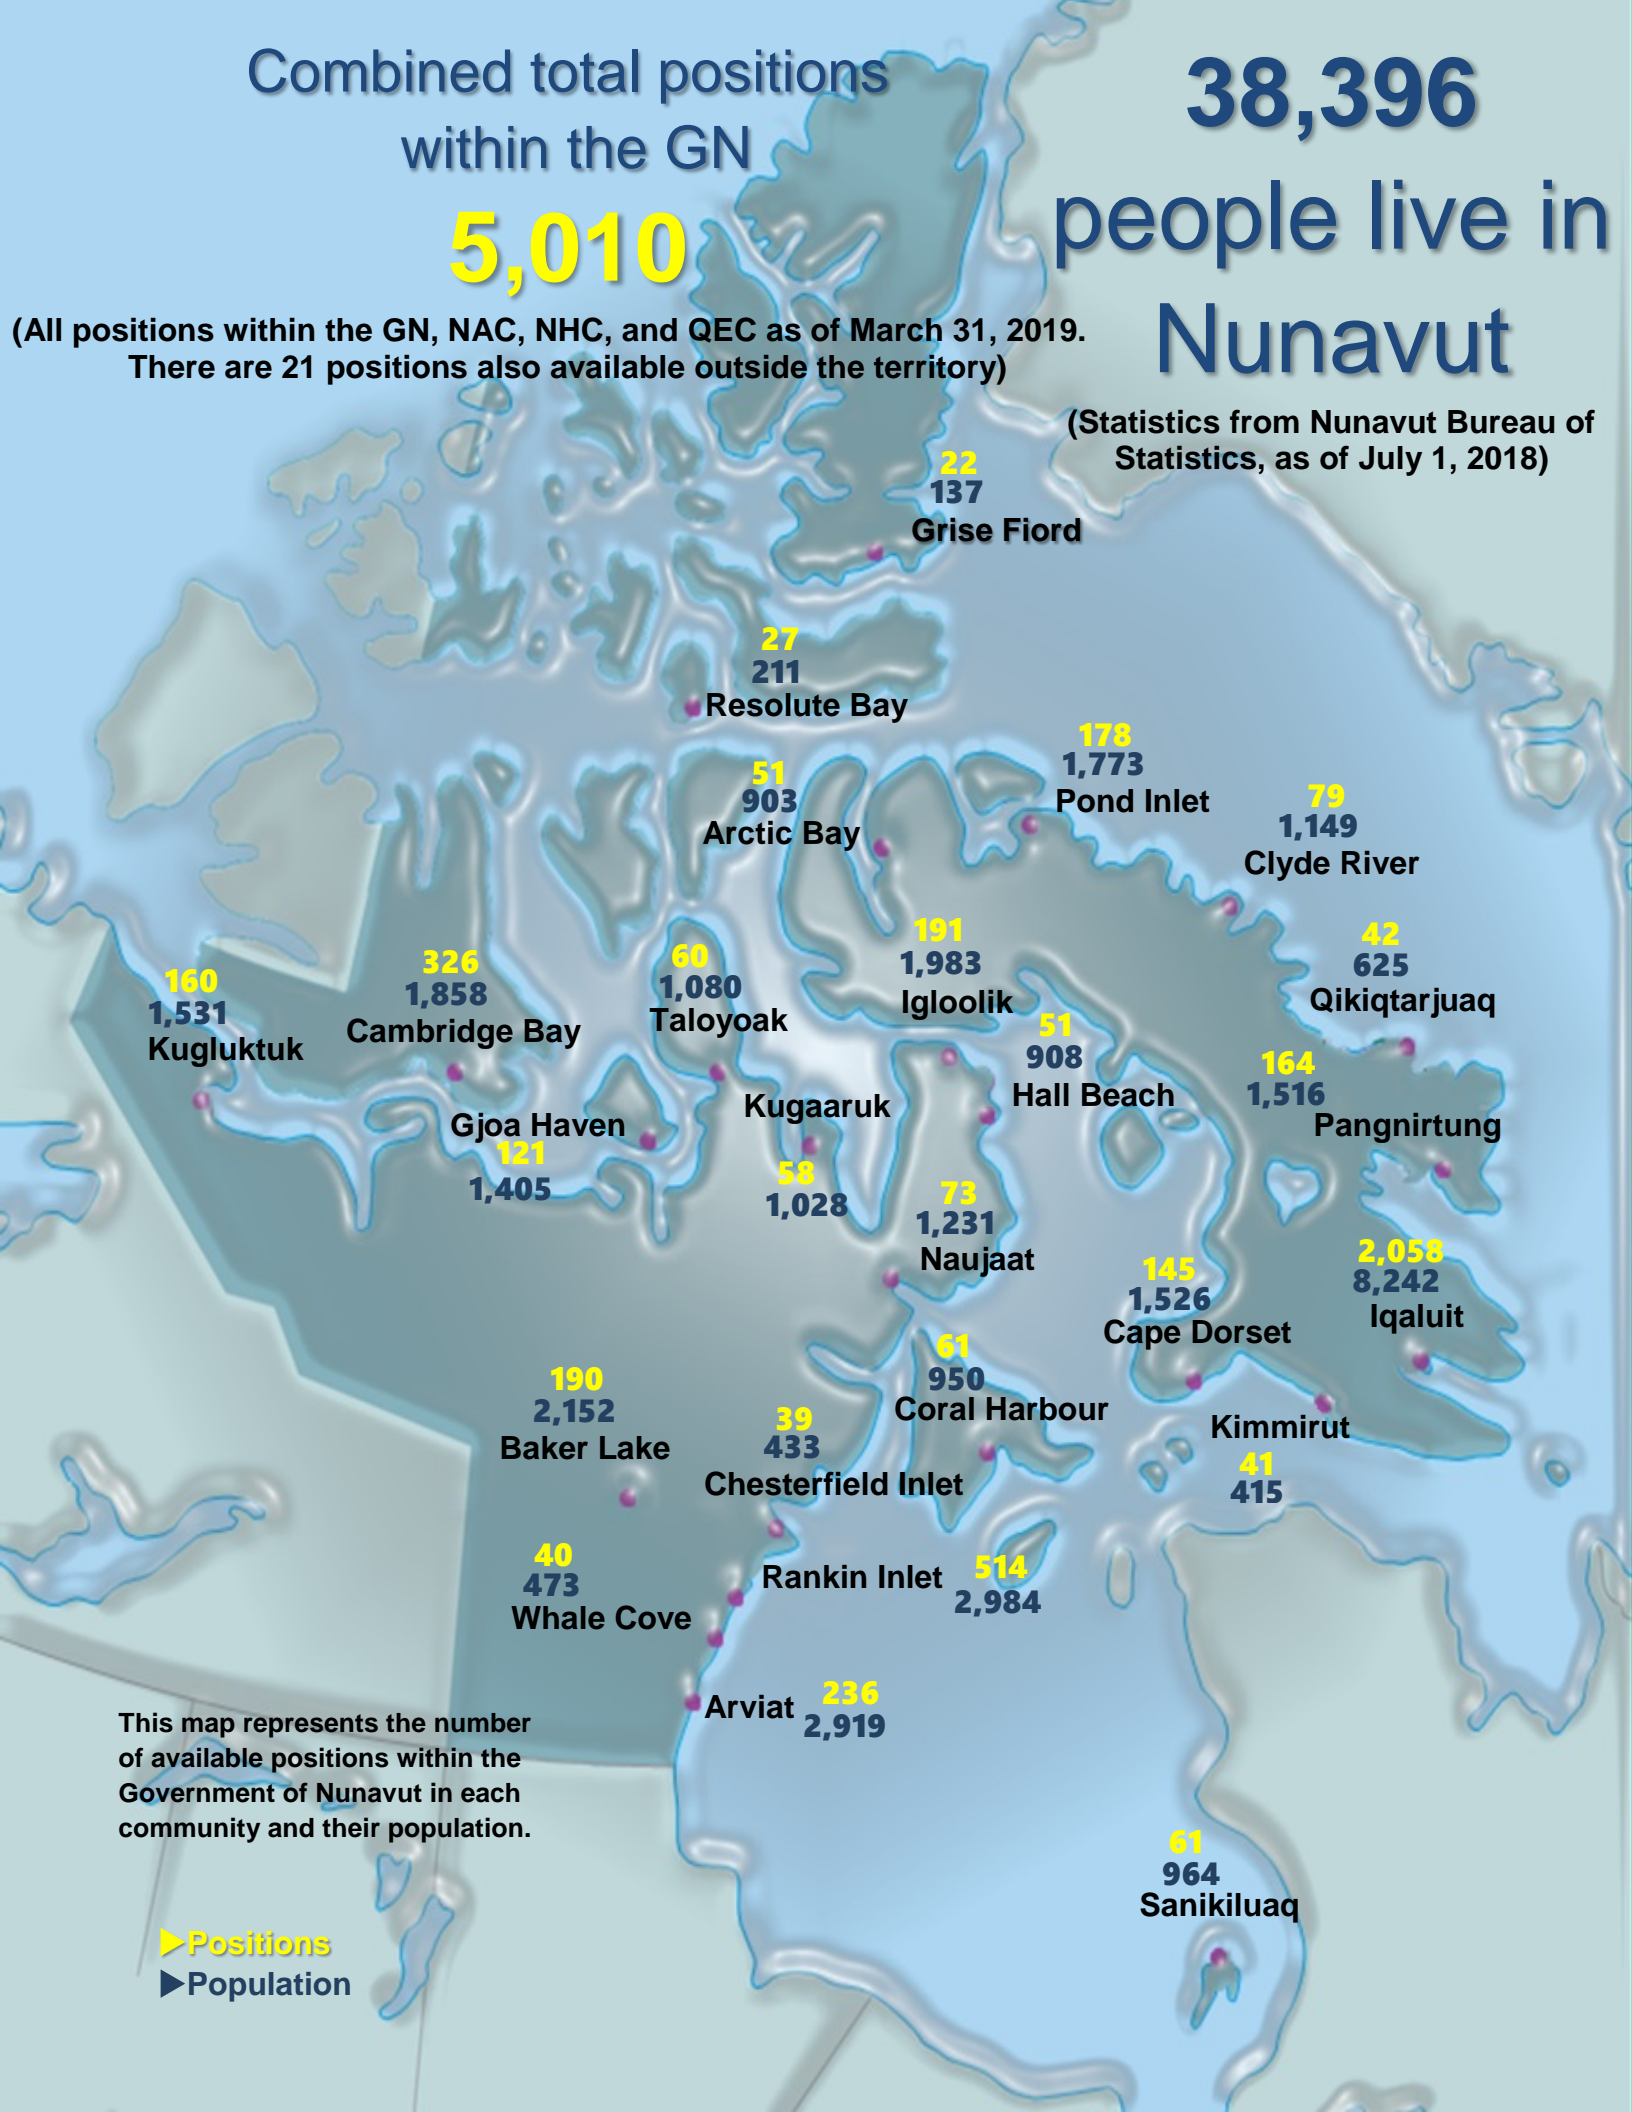 Combined total positions
within the GN
5,010
(All positions within the GN, NAC, NHC, and QEC as of March 31, 2019.
There are 21 positions also available outside the territory)
38,396
people live in
Nunavut
(Statistics from Nunavut Bureau of
Statistics, as of July 1, 2018)
22
137
Grise Fiord
27
211
Resolute Bay
178
1,773
Pond Inlet
51
903
Arctic Bay
79
1,149
Clyde River
191
1,983
Igloolik
42
625
Qikiqtarjuaq
160
1,531
Kugluktuk
326
1,858
Cambridge Bay
60
1,080
Taloyoak
51
908
Hall Beach
164
1,516
Pangnirtung
Gjoa Haven
121
1,405
Kugaaruk
58
1,028
73
1,231
Naujaat
145
1,526
Cape Dorset
2,058
8,242
Iqaluit
61
950
Coral Harbour
190
2,152
Baker Lake
39
433
Chesterfield Inlet
Kimmirut
41
415
40
473
Whale Cove
Rankin Inlet
514
2,984
Arviat
236
2,919
This map represents the number
of available positions within the
Government of Nunavut in each
community and their population.
61
964
Sanikiluaq
▶Positions
▶Population